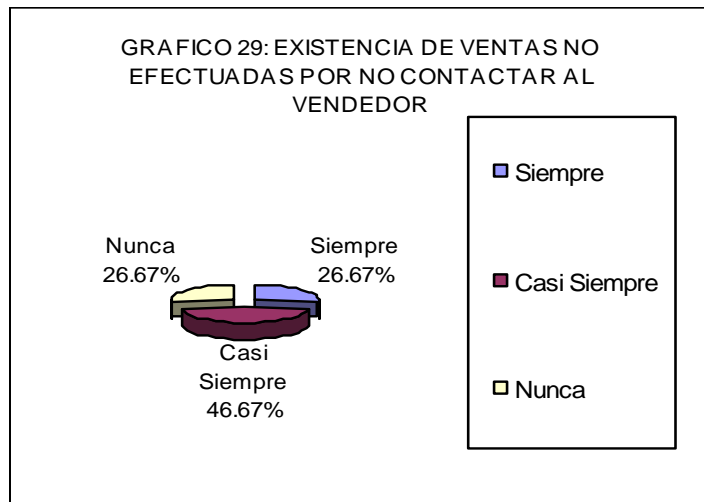 GRAFICO 29: EXISTENCIA DE VENTAS NO
EFECTUADAS POR NO CONTACTAR AL
VENDEDOR
Nunca
26.67%
Siempre
26.67%
Casi
Siempre
46.67%
Siempre
Casi Siempre
Nunca